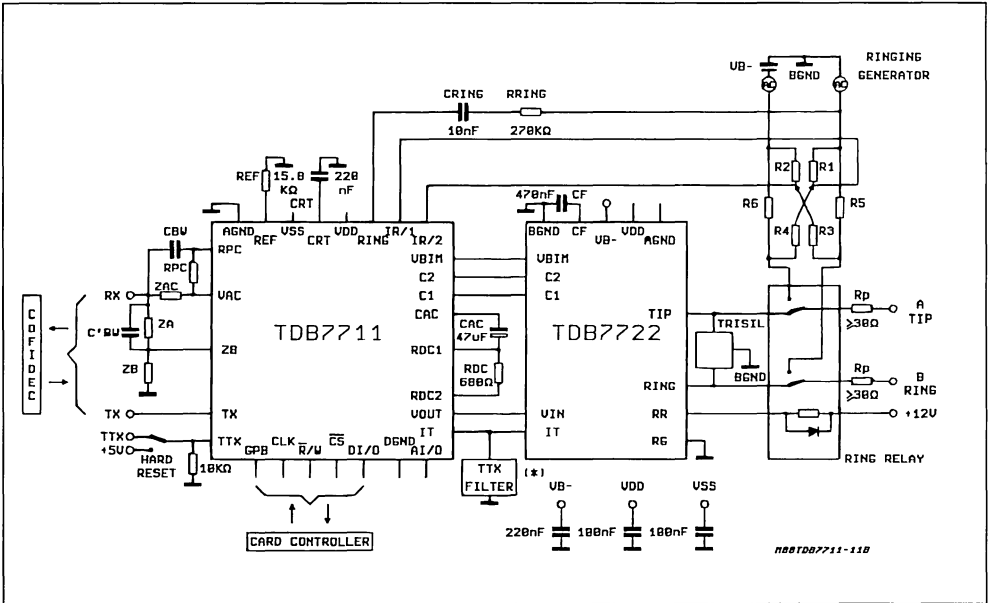 VB-
BGND
RINGING
GENERATOR
AC
AC
CRING
RRING
10nF
270KΩ
REF
15.8
KΩ
CRT
220
nF
470nF
CF
R2
R1
R6
R5
R4
R3
AGND
REF
VSS
CRT
VDD
RING
IR/1
IR/2
BGND
CF
VB-
VDD
AGND
CBW
RPC
RPC
RX
ZAC
VAC
C'BW
ZA
ZB
ZB
TX
TX
TTX
+5V
HARD
RESET
10KΩ
TTX
COFIDEC
TDB7711
VBIM
C2
C1
CAC
RDC1
RDC2
VOUT
IT
CAC
47uF
RDC
680Ω
VBIM
C2
C1
TDB7722
TIP
RING
RR
RG
VIN
IT
TRISIL
BGND
Rp
≥30Ω
A
TIP
Rp
≥30Ω
B
RING
+12V
RING RELAY
GPB
CLK
R/W
CS
DI/O
DGND
AI/O
TTX
FILTER
(*)
CARD CONTROLLER
VB-
VDD
VSS
220nF
100nF
100nF
M88TDB7711-11B